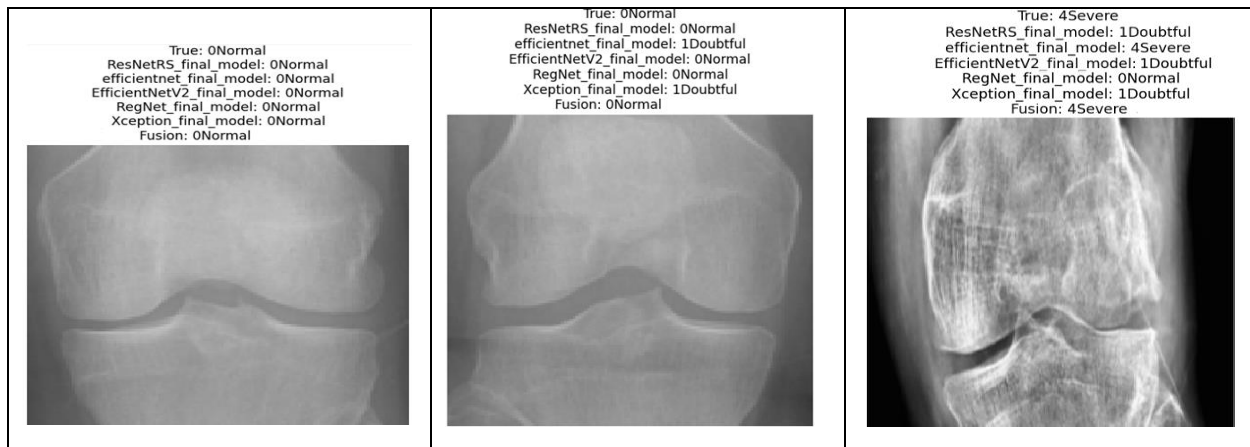 True: 0Normal
ResNetRS_final_model: 0Normal
efficientnet_final_model: 0Normal
EfficientNetV2_final_model: 0Normal
RegNet_final_model: 0Normal
Xception_final_model: 0Normal
Fusion: 0Normal
True: 0Normal
ResNetRS_final_model: 0Normal
efficientnet_final_model: 1Doubtful
EfficientNetV2_final_model: 0Normal
RegNet_final_model: 0Normal
Xception_final_model: 1Doubtful
Fusion: 0Normal
True: 4Severe
ResNetRS_final_model: 1Doubtful
efficientnet_final_model: 4Severe
EfficientNetV2_final_model: 1Doubtful
RegNet_final_model: 0Normal
Xception_final_model: 1Doubtful
Fusion: 4Severe